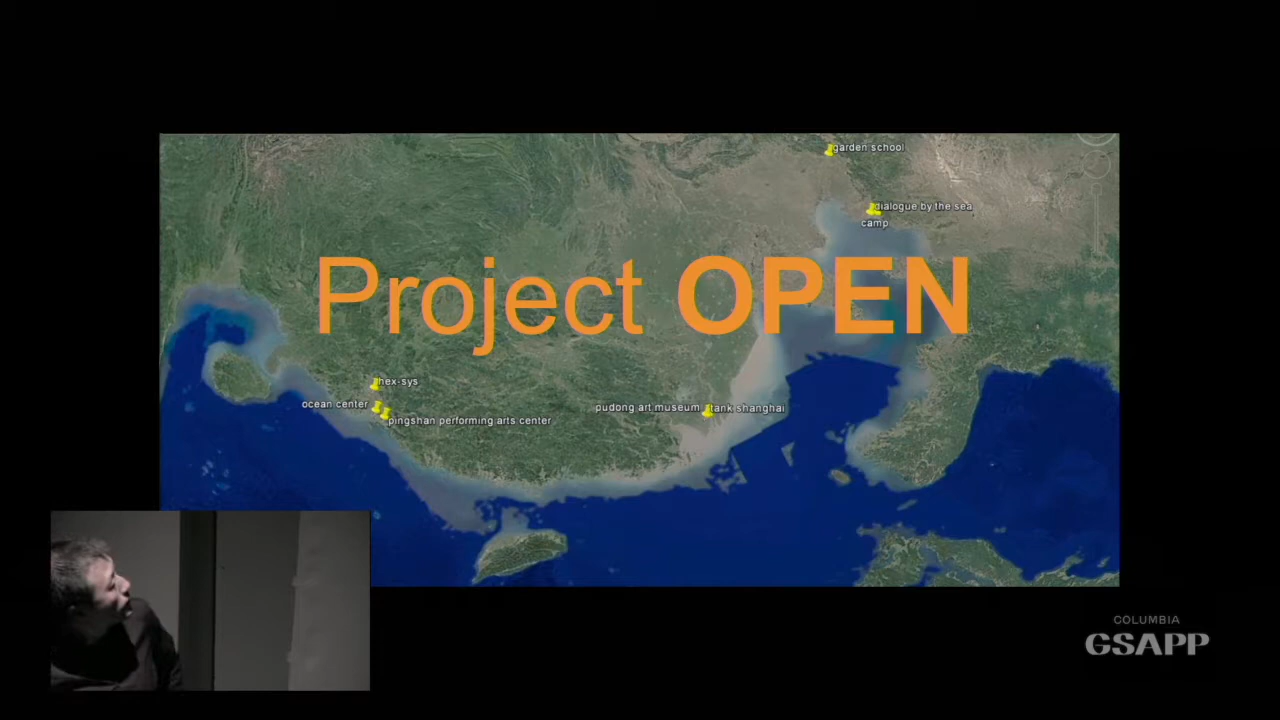 garden school
dialogue by the sea
camp
Project OPEN
hex-sys
ocean center
pingshan performing arts center
pudong art museum
tank shanghai
COLUMBIA
GSAPP